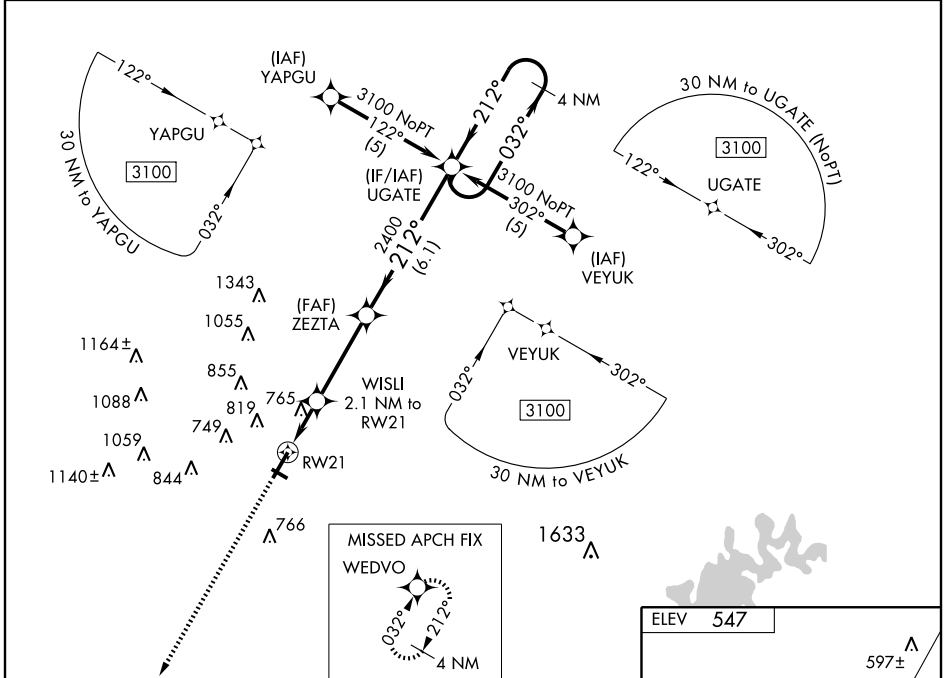 122°
YAPGU
3100
032°
30 NM to YAPGU
(IAF)
YAPGU
3100 NoPT
122°
(5)
212°
032°
4 NM
(IF/IAF)
UGATE
3100 NoPT
302°
(5)
(IAF)
VEYUK
30 NM to UGATE (NoPT)
3100
122°
UGATE
302°
2400
212°
(6.1)
(FAF)
ZEZTA
1343
1055
1164±
855
1088
819
765
749
1059
1140±
844
WISLI
2.1 NM to
RW21
RW21
766
VEYUK
032°
302°
3100
30 NM to VEYUK
1633
MISSED APCH FIX
WEDVO
032°
212°
4 NM
ELEV 547
597±